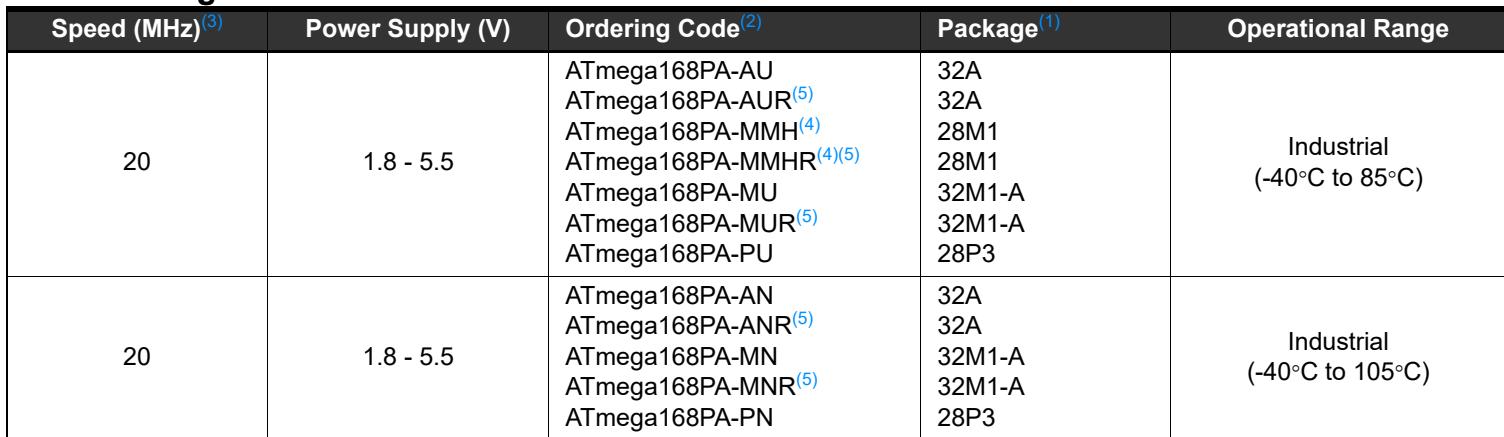 Speed (MHz)(3) Power Supply (V) Ordering Code(2) Package(1) Operational Range
ATmega168PA-AU 32A
ATmega168PA-AUR(5) 32A
ATmega168PA-MMH(4) 28M1
20 1.8 - 5.5 ATmega168PA-MMHR(4)(5) 28M1 Industrial
(-40°C to 85°C)
ATmega168PA-MU 32M1-A
ATmega168PA-MUR(5) 32M1-A
ATmega168PA-PU 28P3
ATmega168PA-AN 32A
ATmega168PA-ANR(5) 32A
20 1.8 - 5.5 ATmega168PA-MN 32M1-A Industrial
(-40°C to 105°C)
ATmega168PA-MNR(5) 32M1-A
ATmega168PA-PN 28P3